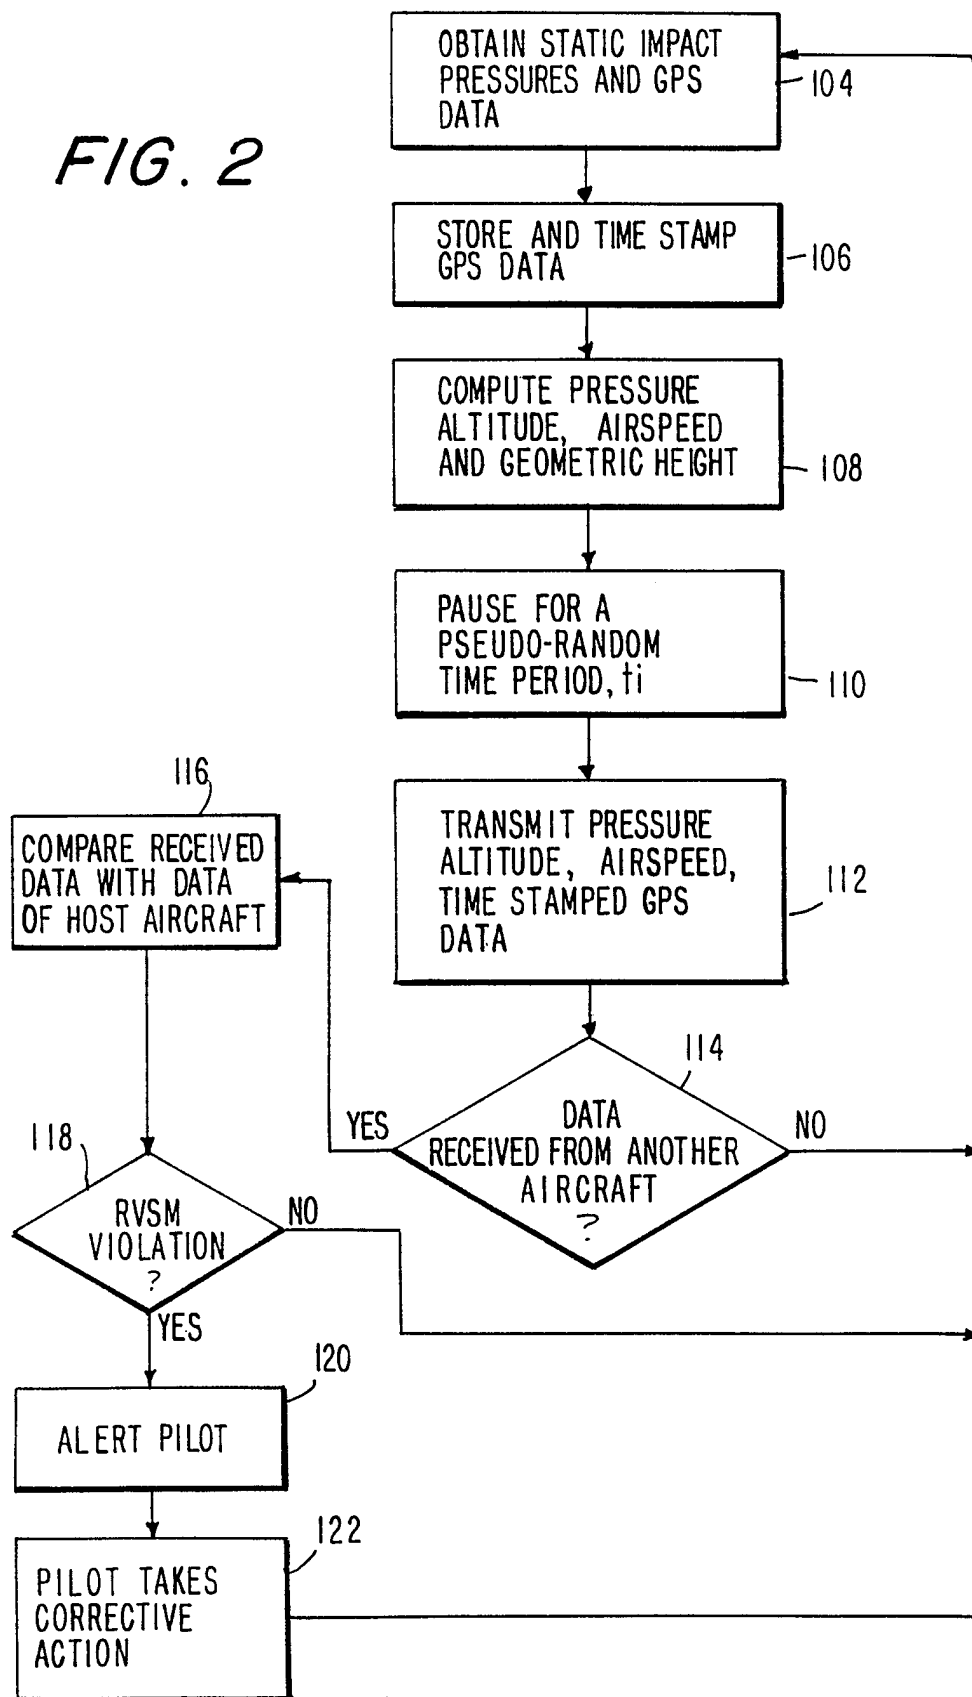 FIG. 2
OBTAIN STATIC IMPACT
PRESSURES AND GPS
DATA
104
STORE AND TIME STAMP
GPS DATA
106
COMPUTE PRESSURE
ALTITUDE, AIRSPEED
AND GEOMETRIC HEIGHT
108
PAUSE FOR A
PSEUDO-RANDOM
TIME PERIOD, ti
110
TRANSMIT PRESSURE
ALTITUDE, AIRSPEED,
TIME STAMPED GPS
DATA
112
114
DATA
RECEIVED FROM ANOTHER
AIRCRAFT
?
YES
NO
116
COMPARE RECEIVED
DATA WITH DATA
OF HOST AIRCRAFT
118
RVSM
VIOLATION
?
NO
YES
120
ALERT PILOT
122
PILOT TAKES
CORRECTIVE
ACTION